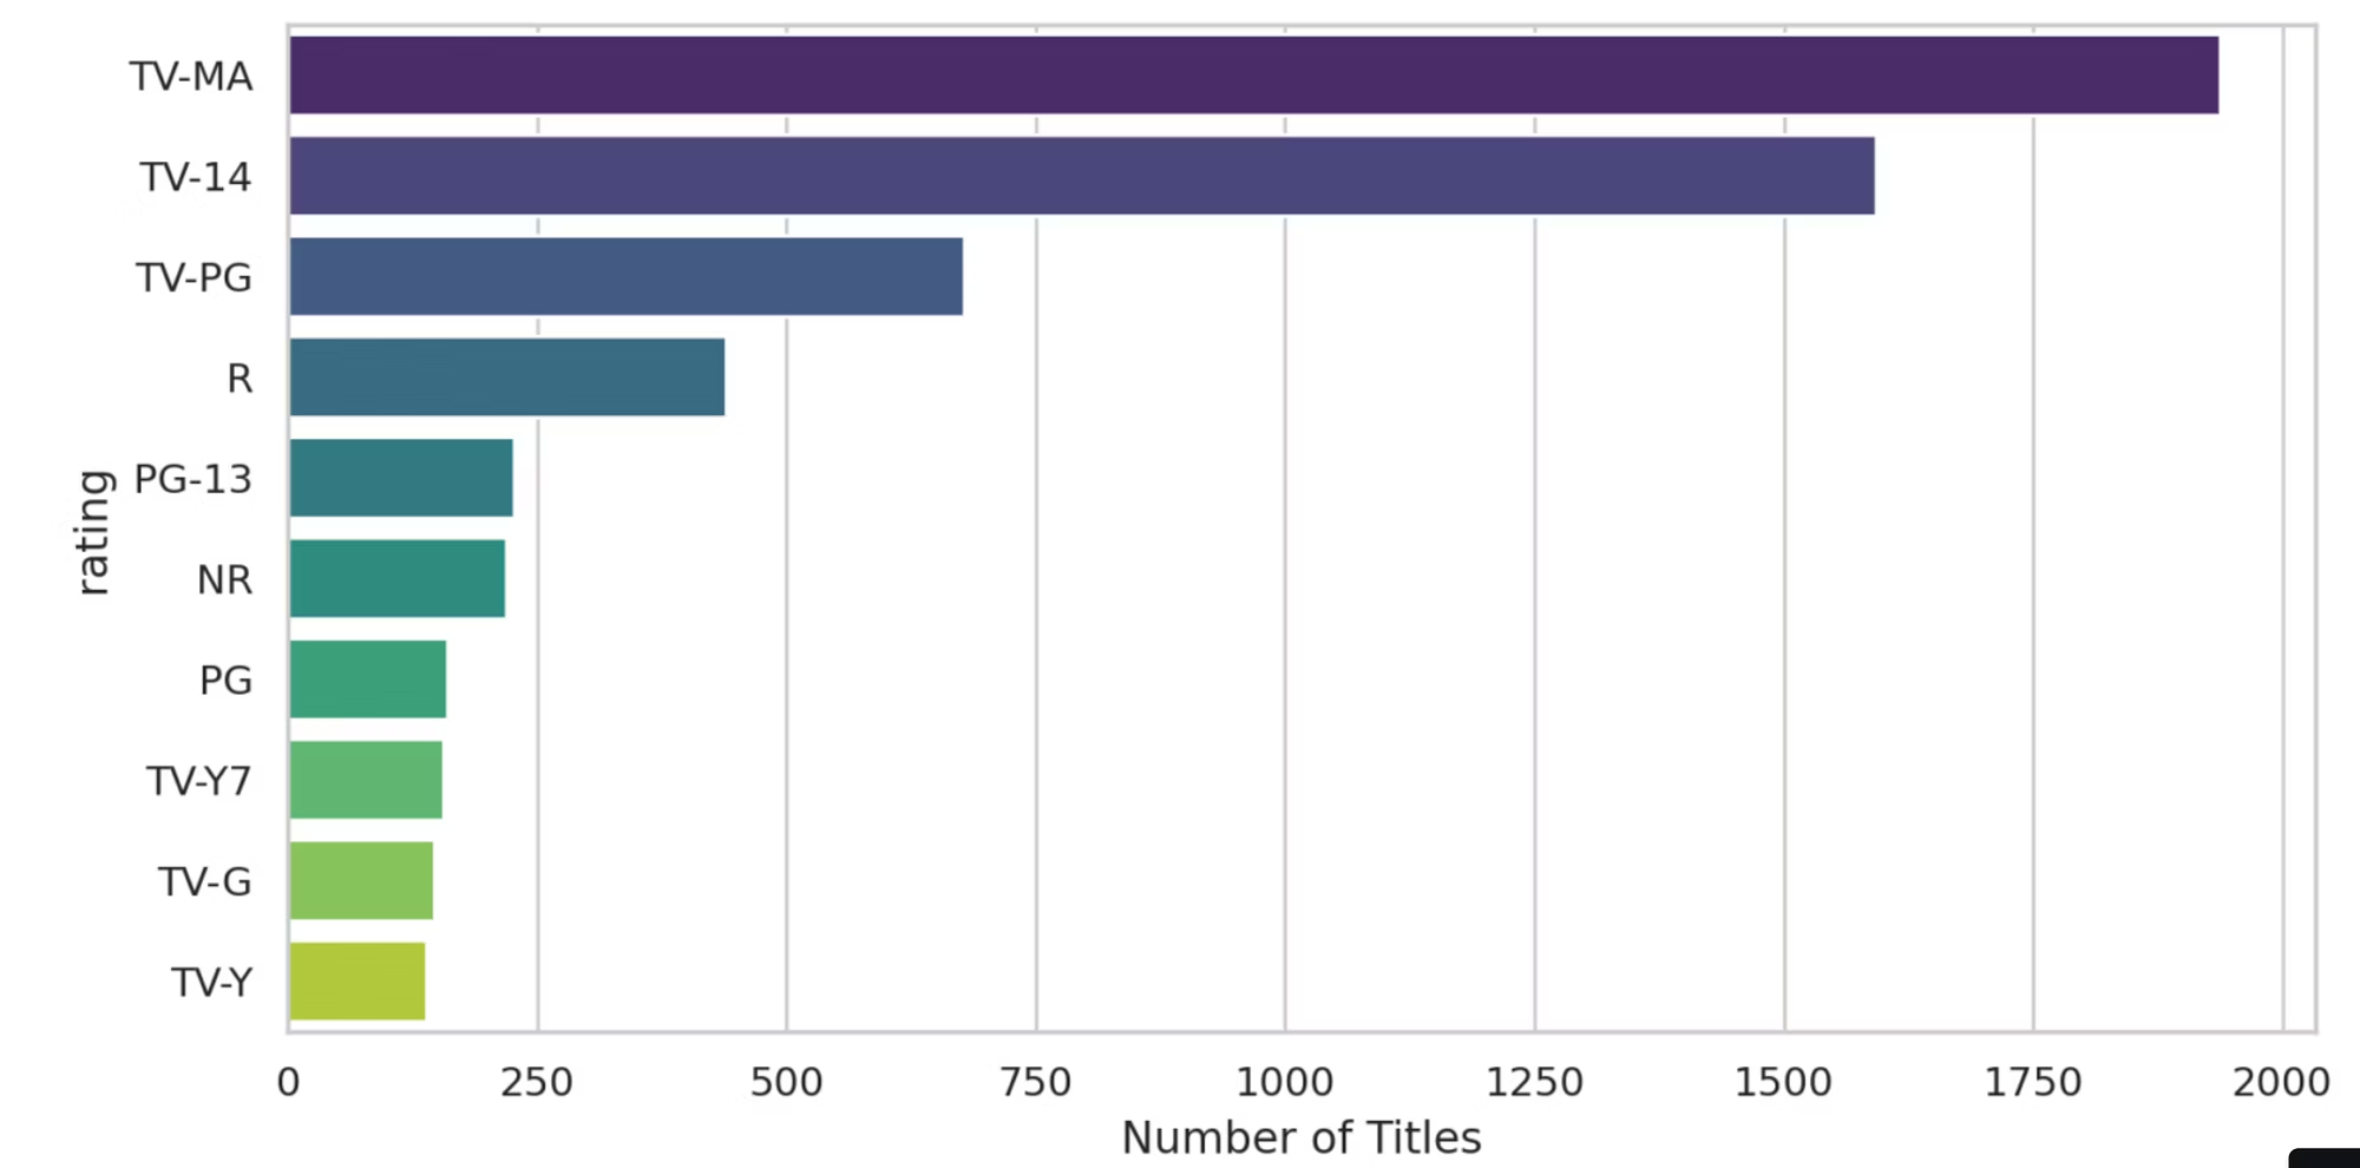 TV-MA
TV-14
TV-PG
R
PG-13
NR
PG
TV-Y7
TV-G
TV-Y
rating
0 250 500 750 1000 1250 1500 1750 2000
Number of Titles